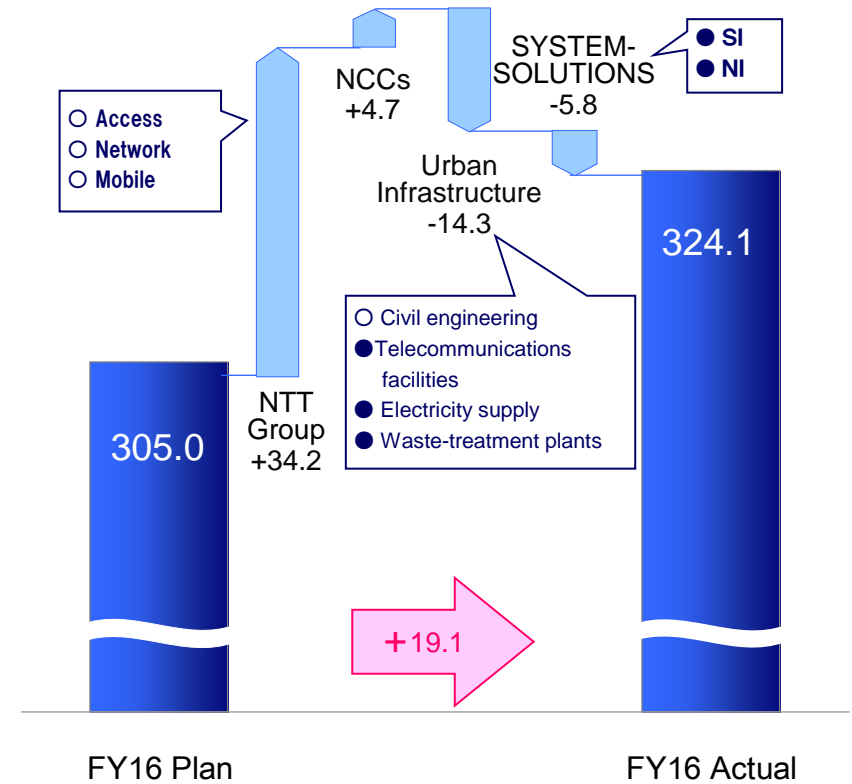 SYSTEM-
SOLUTIONS
-5.8
● SI
● NI
NCCs
+4.7
○ Access
○ Network
○ Mobile
Urban
Infrastructure
-14.3
324.1
○ Civil engineering
●Telecommunications
facilities
● Electricity supply
● Waste-treatment plants
NTT
Group
+34.2
305.0
+19.1
FY16 Plan
FY16 Actual